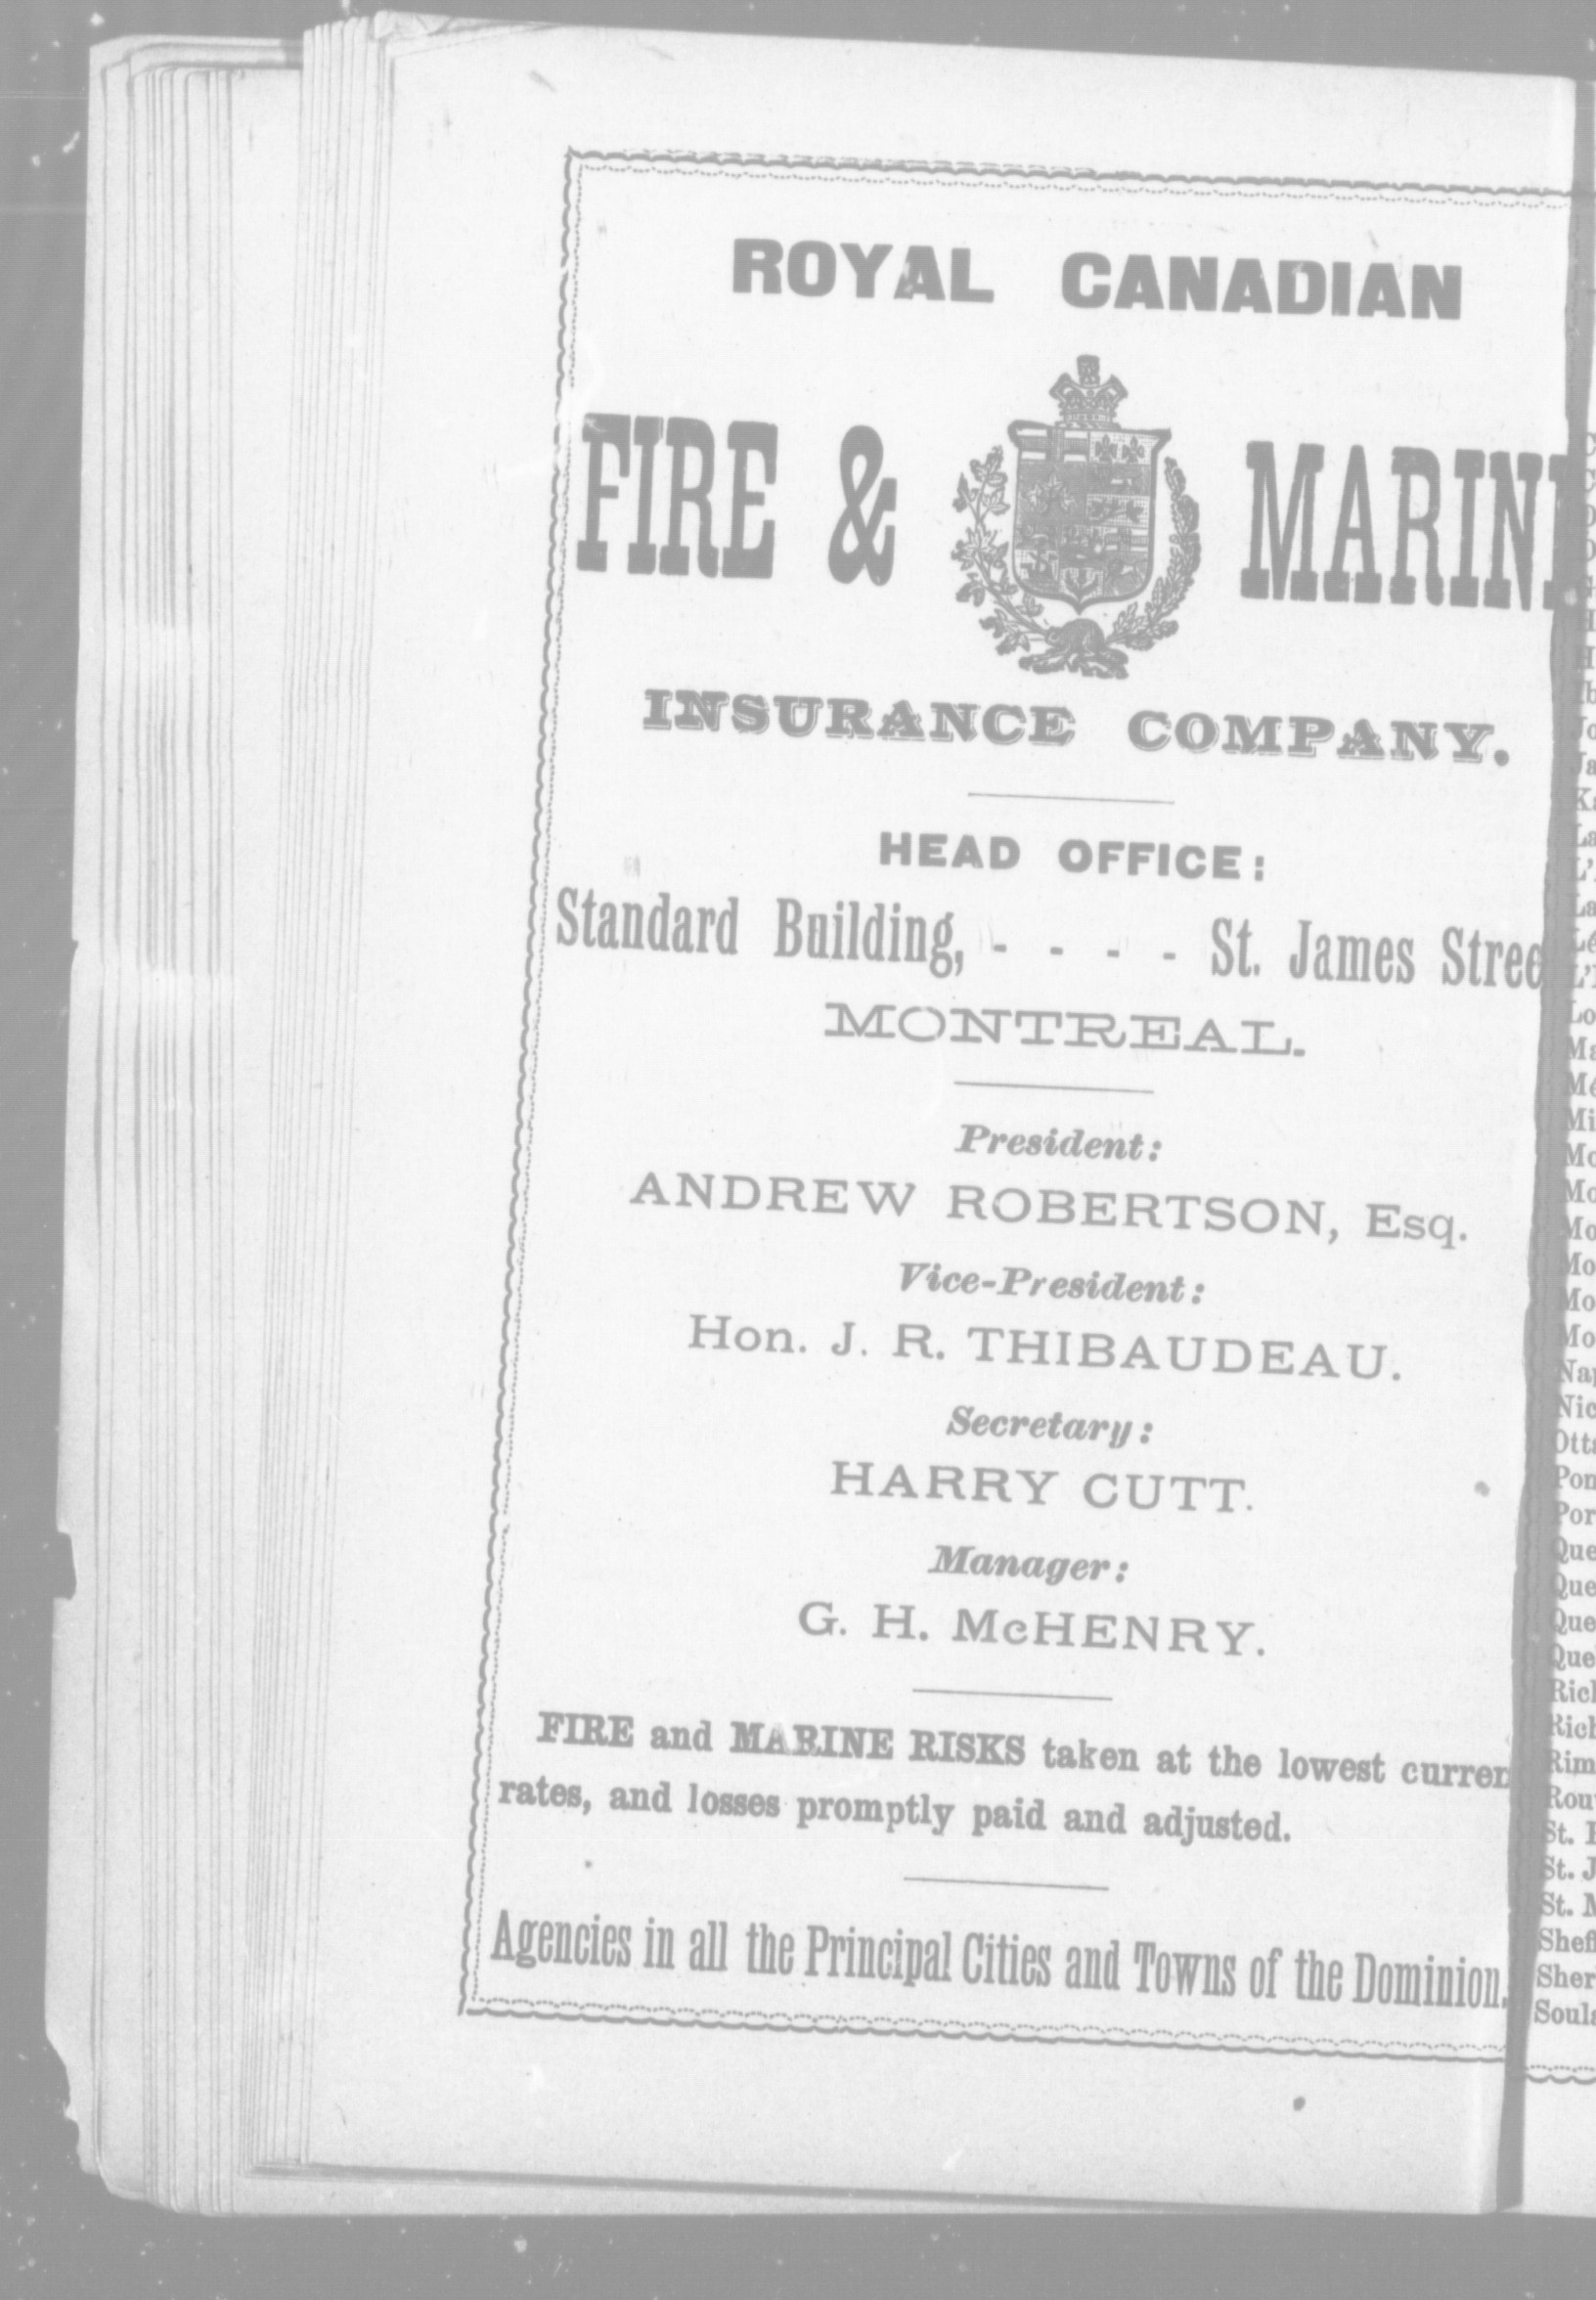 ROYAL CANADIAN
FIRE & MARINE
INSURANCE COMPANY.
HEAD OFFICE:
Standard Building, - - - - St. James Stree
MONTREAL.
President:
ANDREW ROBERTSON, Esq.
Vice-President:
Hon. J. R. THIBAUDEAU.
Secretary:
HARRY CUTT.
Manager:
G. H. McHENRY.
FIRE and MARINE RISKS taken at the lowest curren
rates, and losses promptly paid and adjusted.
Agencies in all the Principal Cities and Towns of the Dominion.